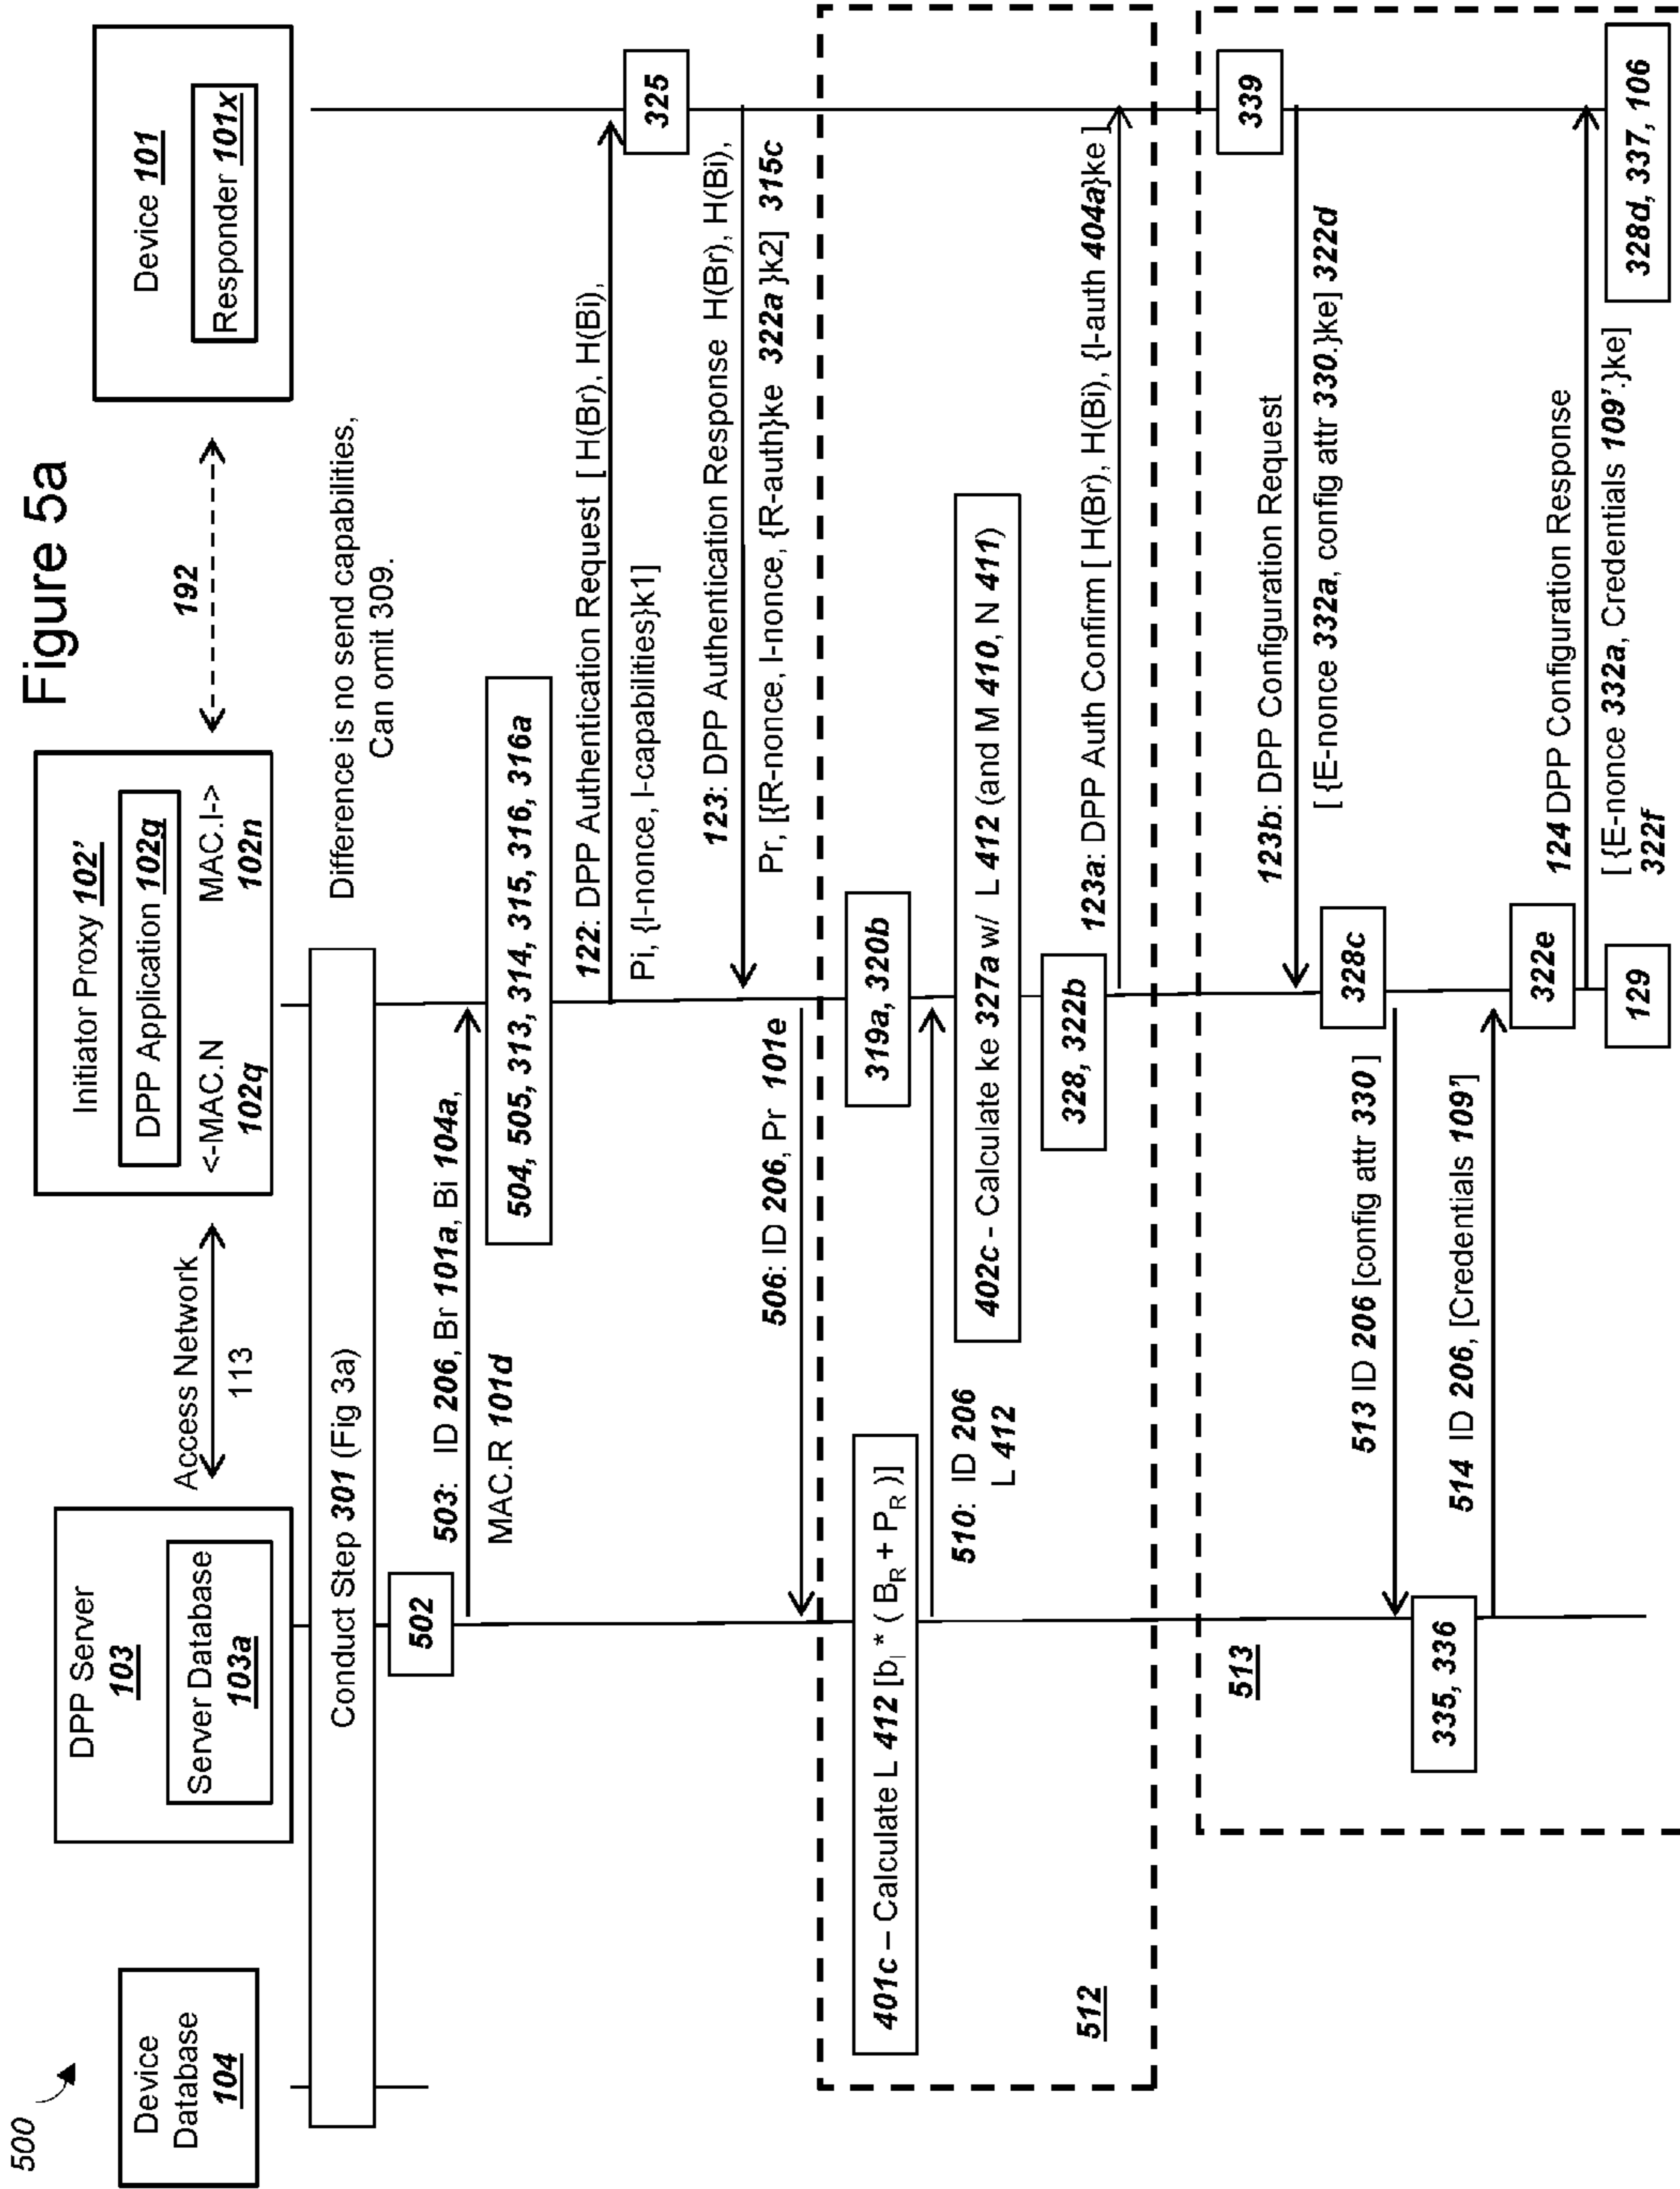 Figure 5a
500
Device
Database
104
DPP Server
103
Server Database
103a
Access Network
113
Initiator Proxy 102'
DPP Application 102g
<-MAC.N
102q
MAC.I->
102n
192
Device 101
Responder 101x
Conduct Step 301 (Fig 3a)
Difference is no send capabilities,
Can omit 309.
502
503: ID 206, Br 101a, Bi 104a,
MAC.R 101d
504, 505, 313, 314, 315, 316, 316a
122: DPP Authentication Request [ H(Br), H(Bi),
Pi, {I-nonce, I-capabilities}k1]
325
123: DPP Authentication Response H(Br), H(Bi),
Pr, [{R-nonce, I-nonce, {R-auth}ke 322a }k2] 315c
506: ID 206, Pr 101e
319a, 320b
401c – Calculate L 412 [bI * ( BR + PR )]
510: ID 206
L 412
402c - Calculate ke 327a w/ L 412 (and M 410, N 411)
328, 322b
123a: DPP Auth Confirm [ H(Br), H(Bi), {I-auth 404a}ke ]
512
339
123b: DPP Configuration Request
[ {E-nonce 332a, config attr 330.}ke] 322d
328c
513 ID 206 [config attr 330 ]
513
335, 336
514 ID 206, [Credentials 109']
322e
124 DPP Configuration Response
[ {E-nonce 332a, Credentials 109'.}ke]
322f
129
328d, 337, 106